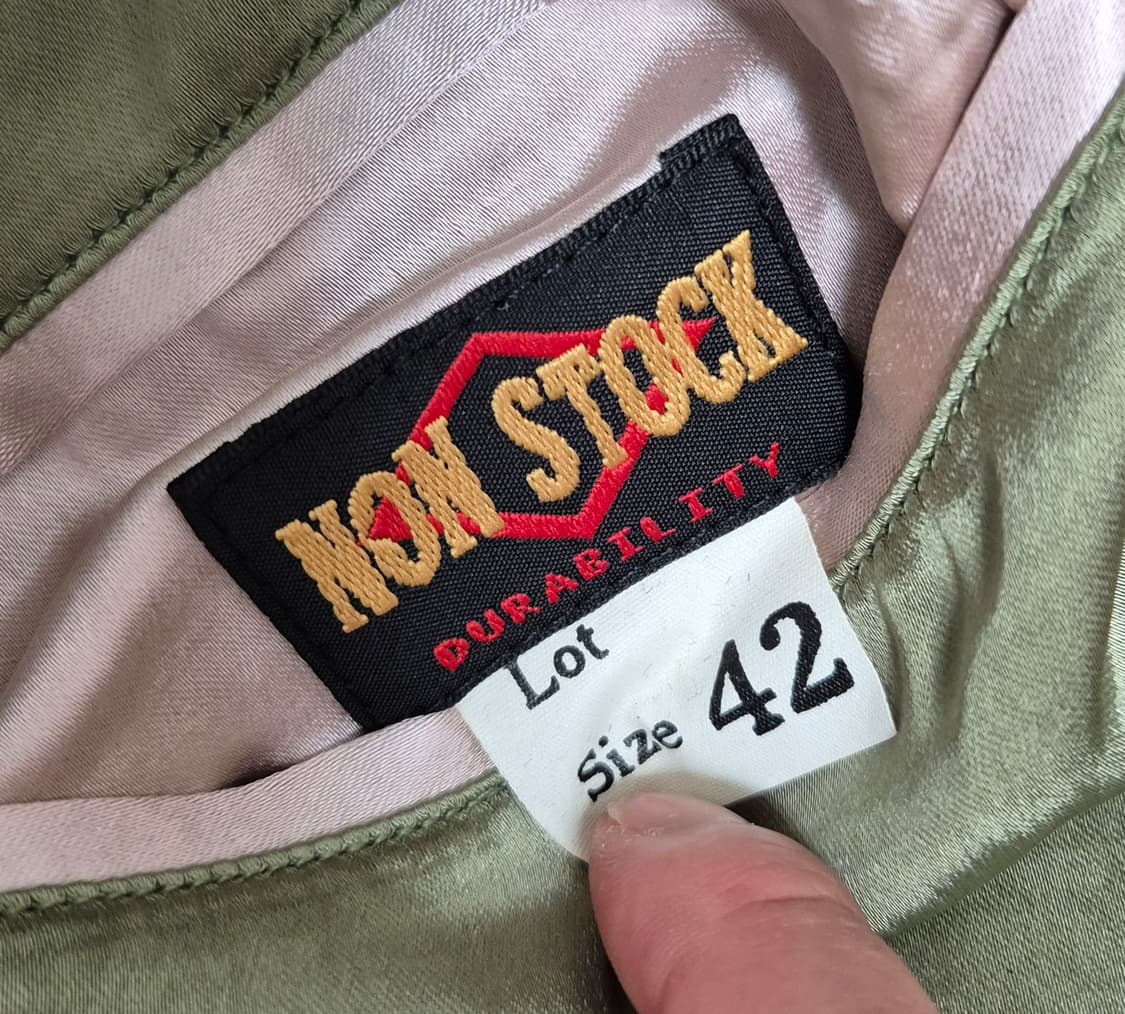 NON STOCK
DURABILITY
Lot
Size 42